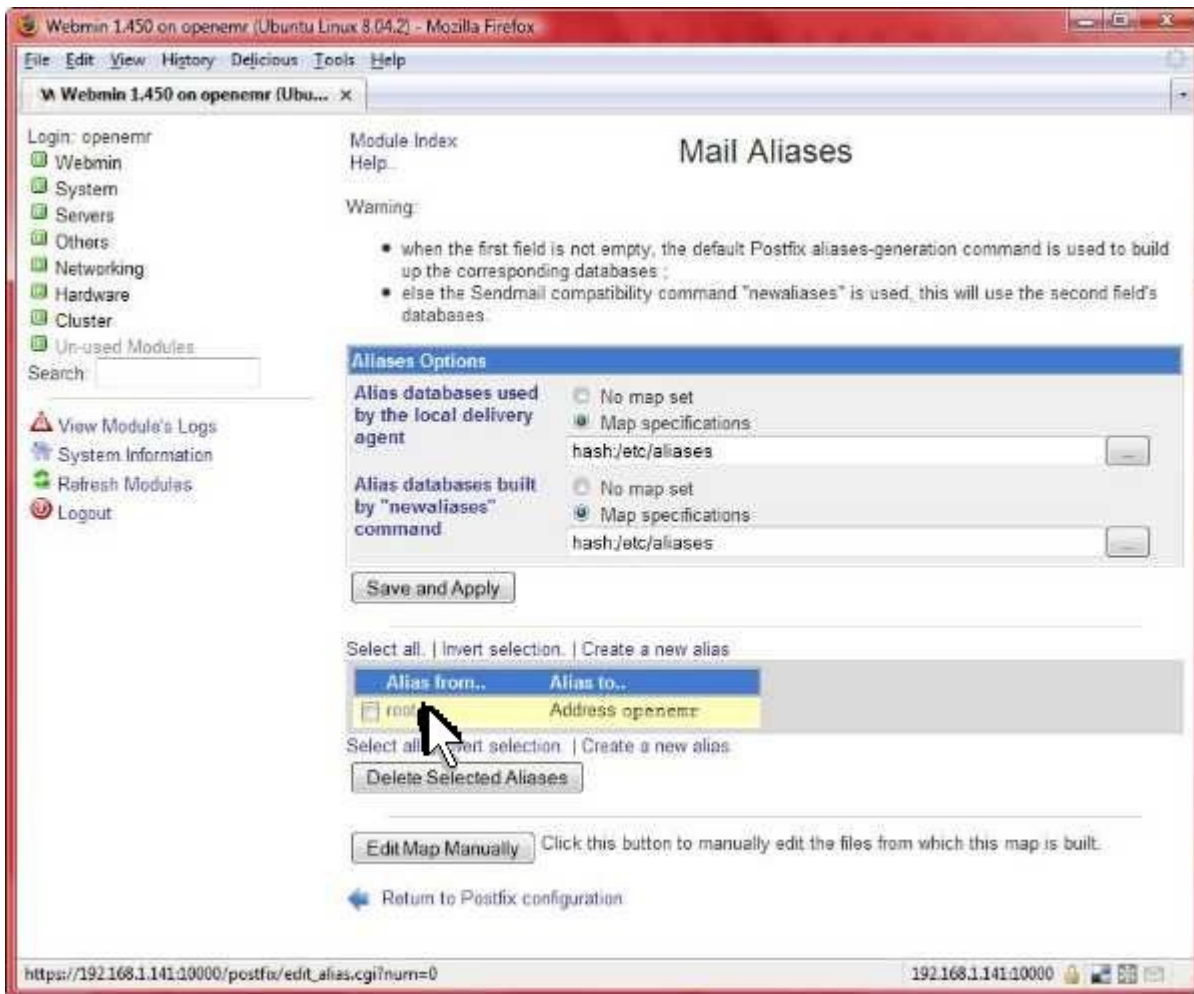 Webmin 1.450 on openemr (Ubuntu Linux 8.04.2) - Mozilla Firefox
File Edit View History Delicious Tools Help
Webmin 1.450 on openemr (Ubu...
Login: openemr
Webmin
System
Servers
Others
Networking
Hardware
Cluster
Un-used Modules
Search:
View Module's Logs
System Information
Refresh Modules
Logout
Module Index
Help..
Mail Aliases
Warning:
when the first field is not empty, the default Postfix aliases-generation command is used to build
up the corresponding databases ;
else the Sendmail compatibility command "newaliases" is used, this will use the second field's
databases.
Aliases Options
Alias databases used
by the local delivery
agent
No map set
Map specifications
hash:/etc/aliases
...
Alias databases built
by "newaliases"
command
No map set
Map specifications
hash:/etc/aliases
...
Save and Apply
Select all. | Invert selection. | Create a new alias
Alias from.. Alias to..
root Address openemr
Select all selection. | Create a new alias
Delete Selected Aliases
Edit Map Manually Click this button to manually edit the files from which this map is built.
Return to Postfix configuration
https://192.168.1.141:10000/postfix/edit_alias.cgi?num=0
192.168.1.141:10000